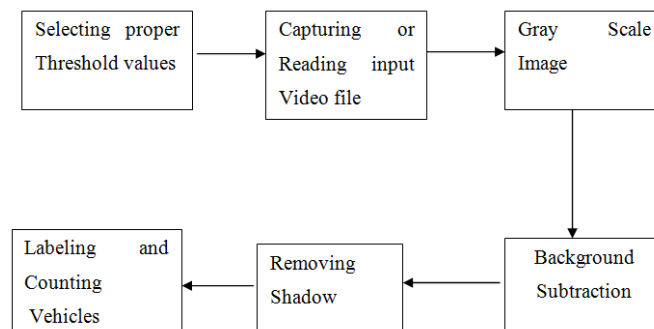 Selecting proper
Threshold values
Capturing or
Reading input
Video file
Gray Scale
Image
Background
Subtraction
Removing
Shadow
Labeling and
Counting
Vehicles